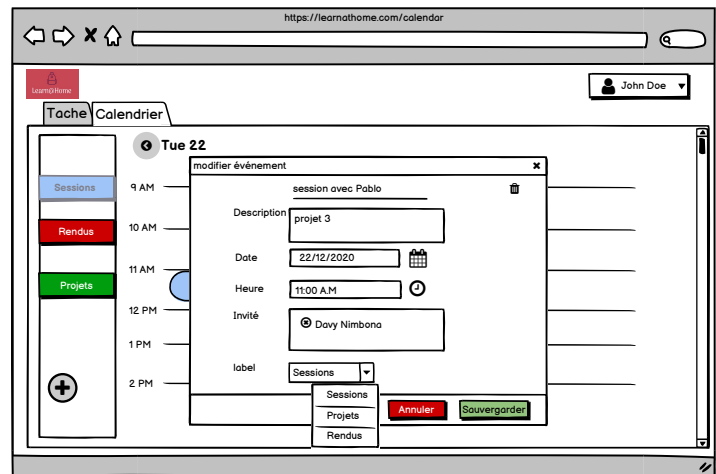 https://learnathome.com/calendar
Learn@Home
John Doe
Tache
Calendrier
Tue 22
modifier événement
Sessions
Rendus
Projets
9 AM
10 AM
11 AM
12 PM
1 PM
2 PM
session avec Pablo
Description
projet 3
Date
22/12/2020
Heure
11:00 A.M
Invité
Davy Nimbona
label
Sessions
Sessions
Projets
Rendus
Annuler
Sauvergarder